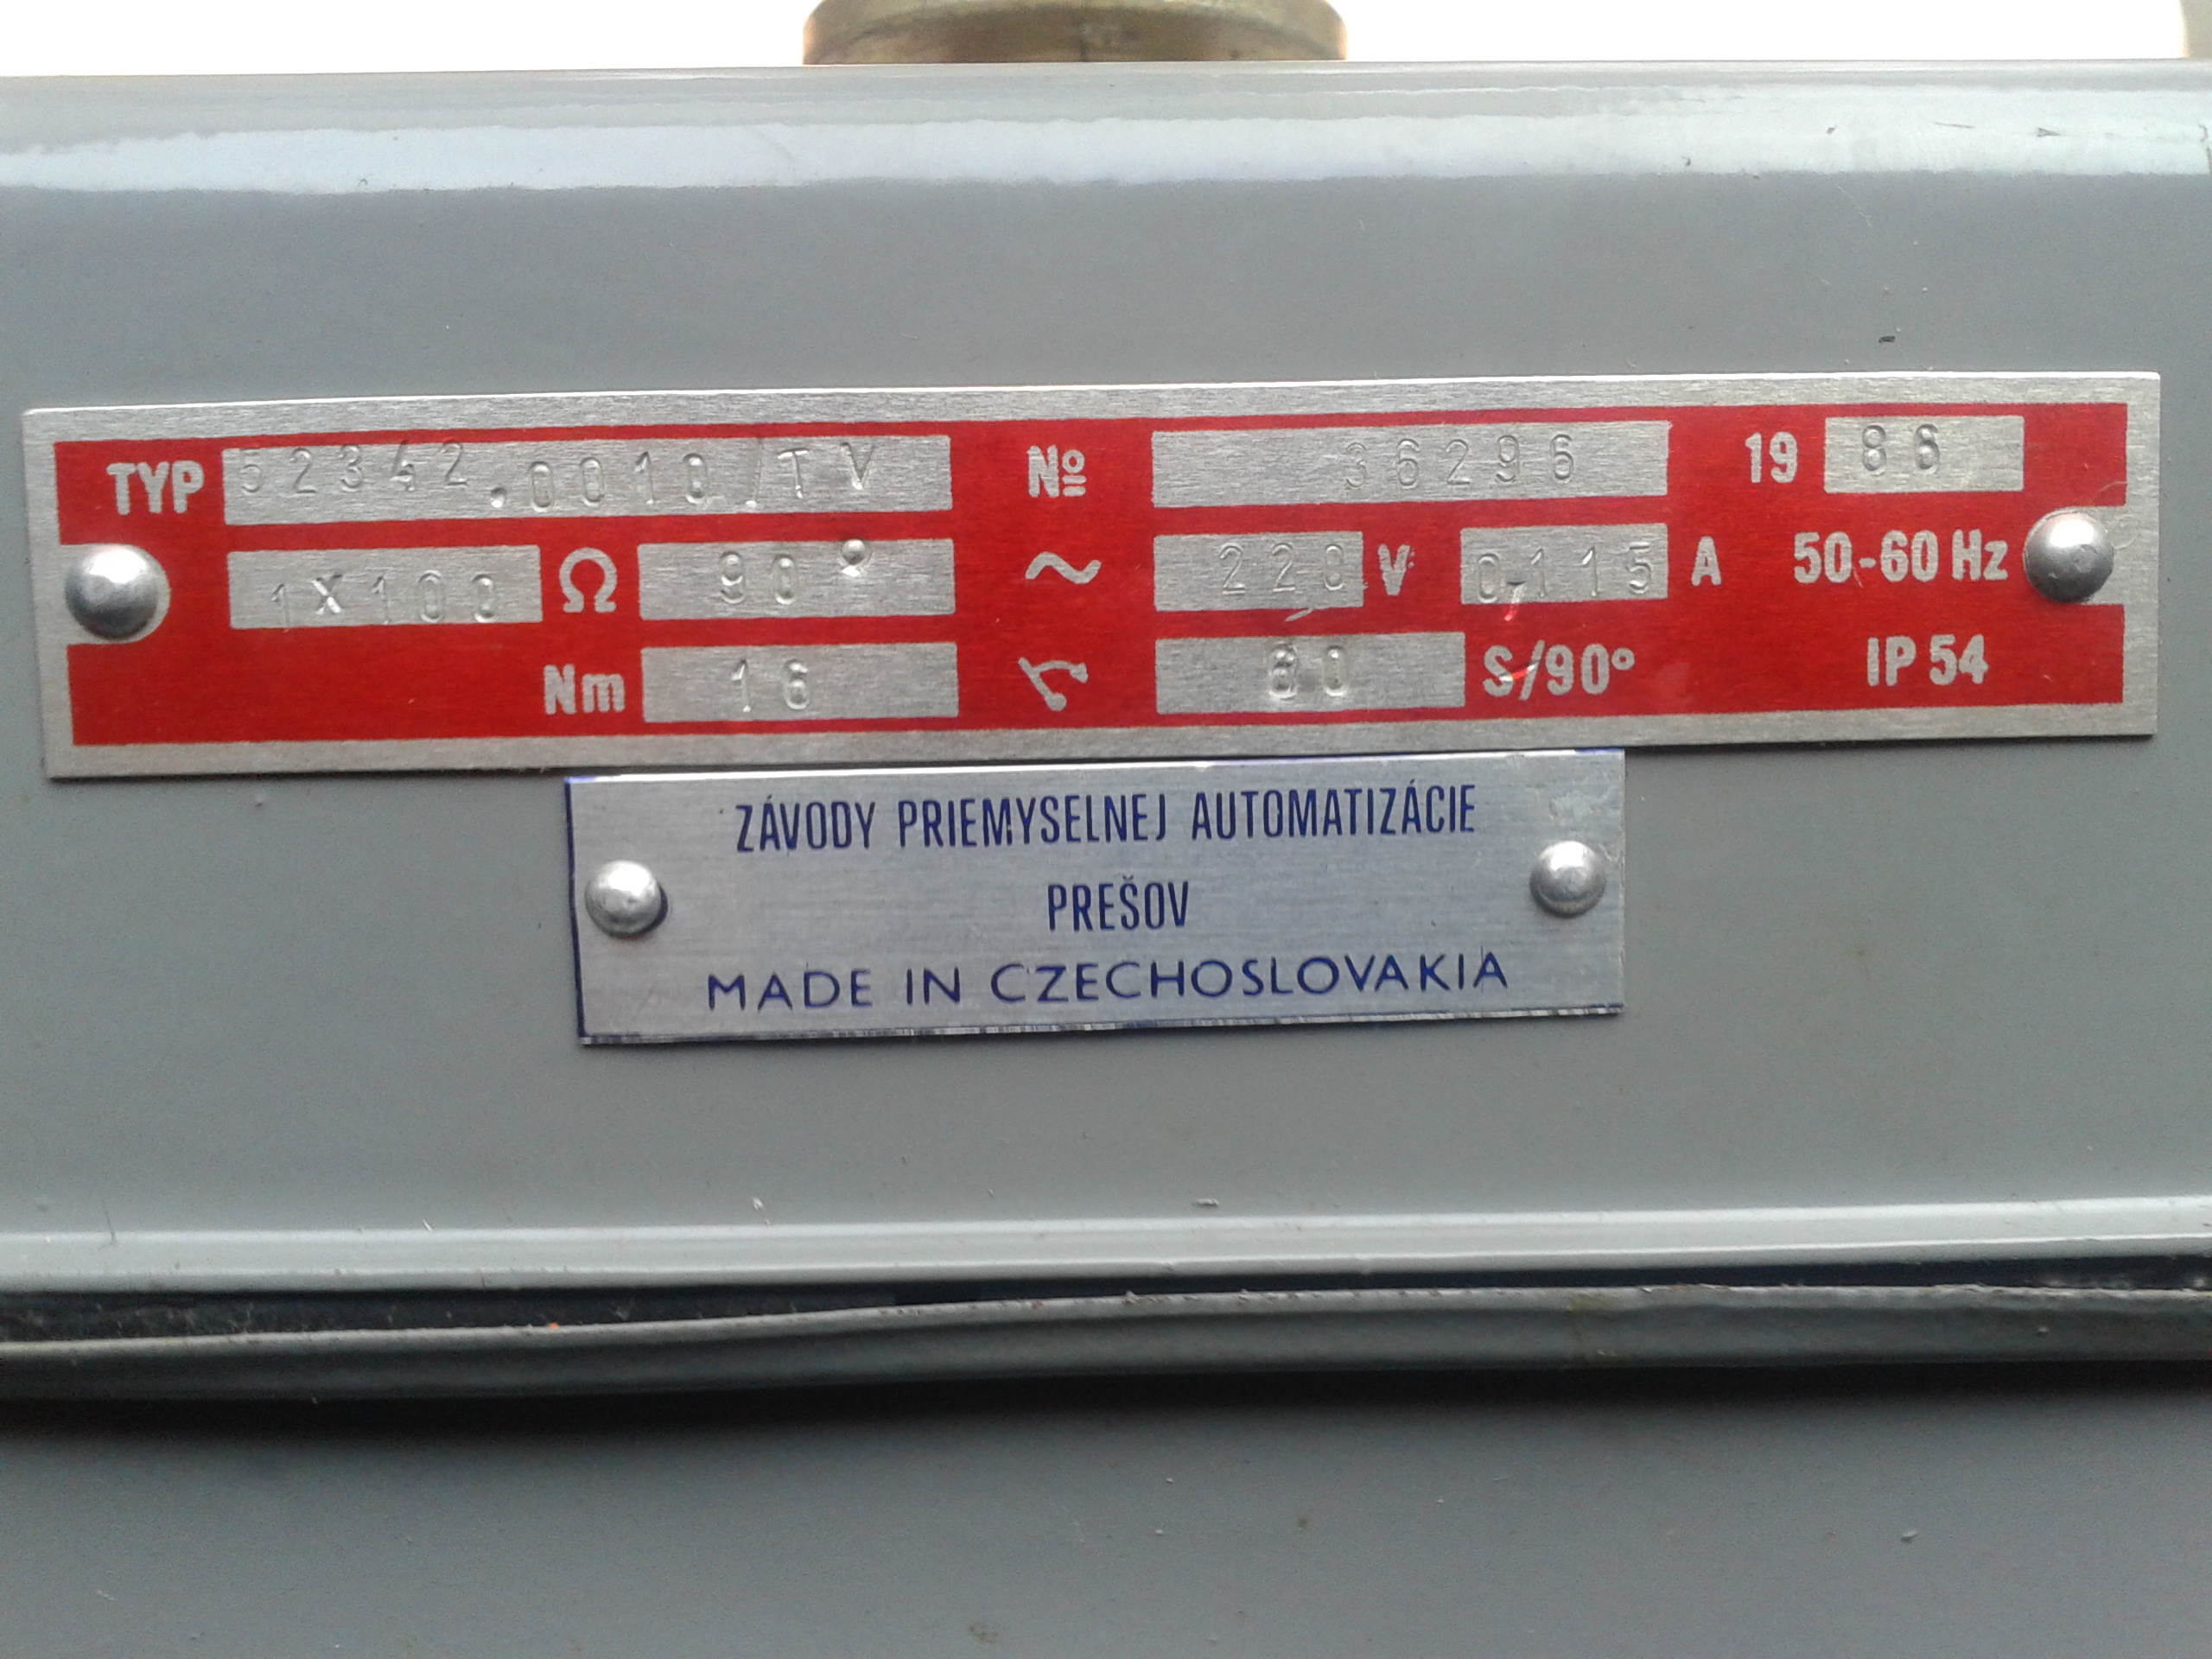 TYP 52342.0010/TV № 36296 19 86
1X100 Ω 90° ~ 220 V 0,115 A 50-60 Hz
Nm 16 80 S/90° IP 54
ZÁVODY PRIEMYSELNEJ AUTOMATIZÁCIE
PREŠOV
MADE IN CZECHOSLOVAKIA